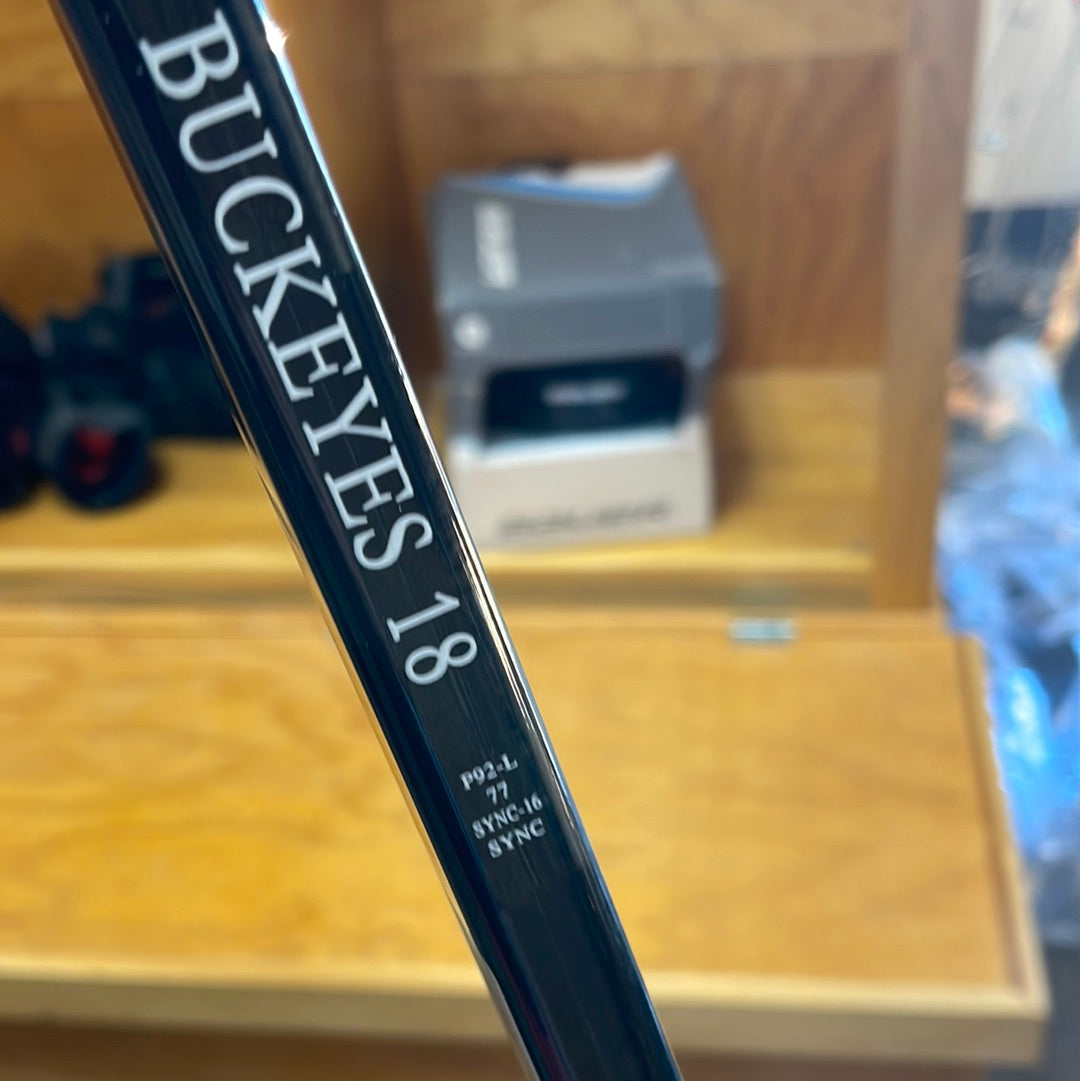 BUCKEYES 18
P92-L
77
SYNC-16
SYNC